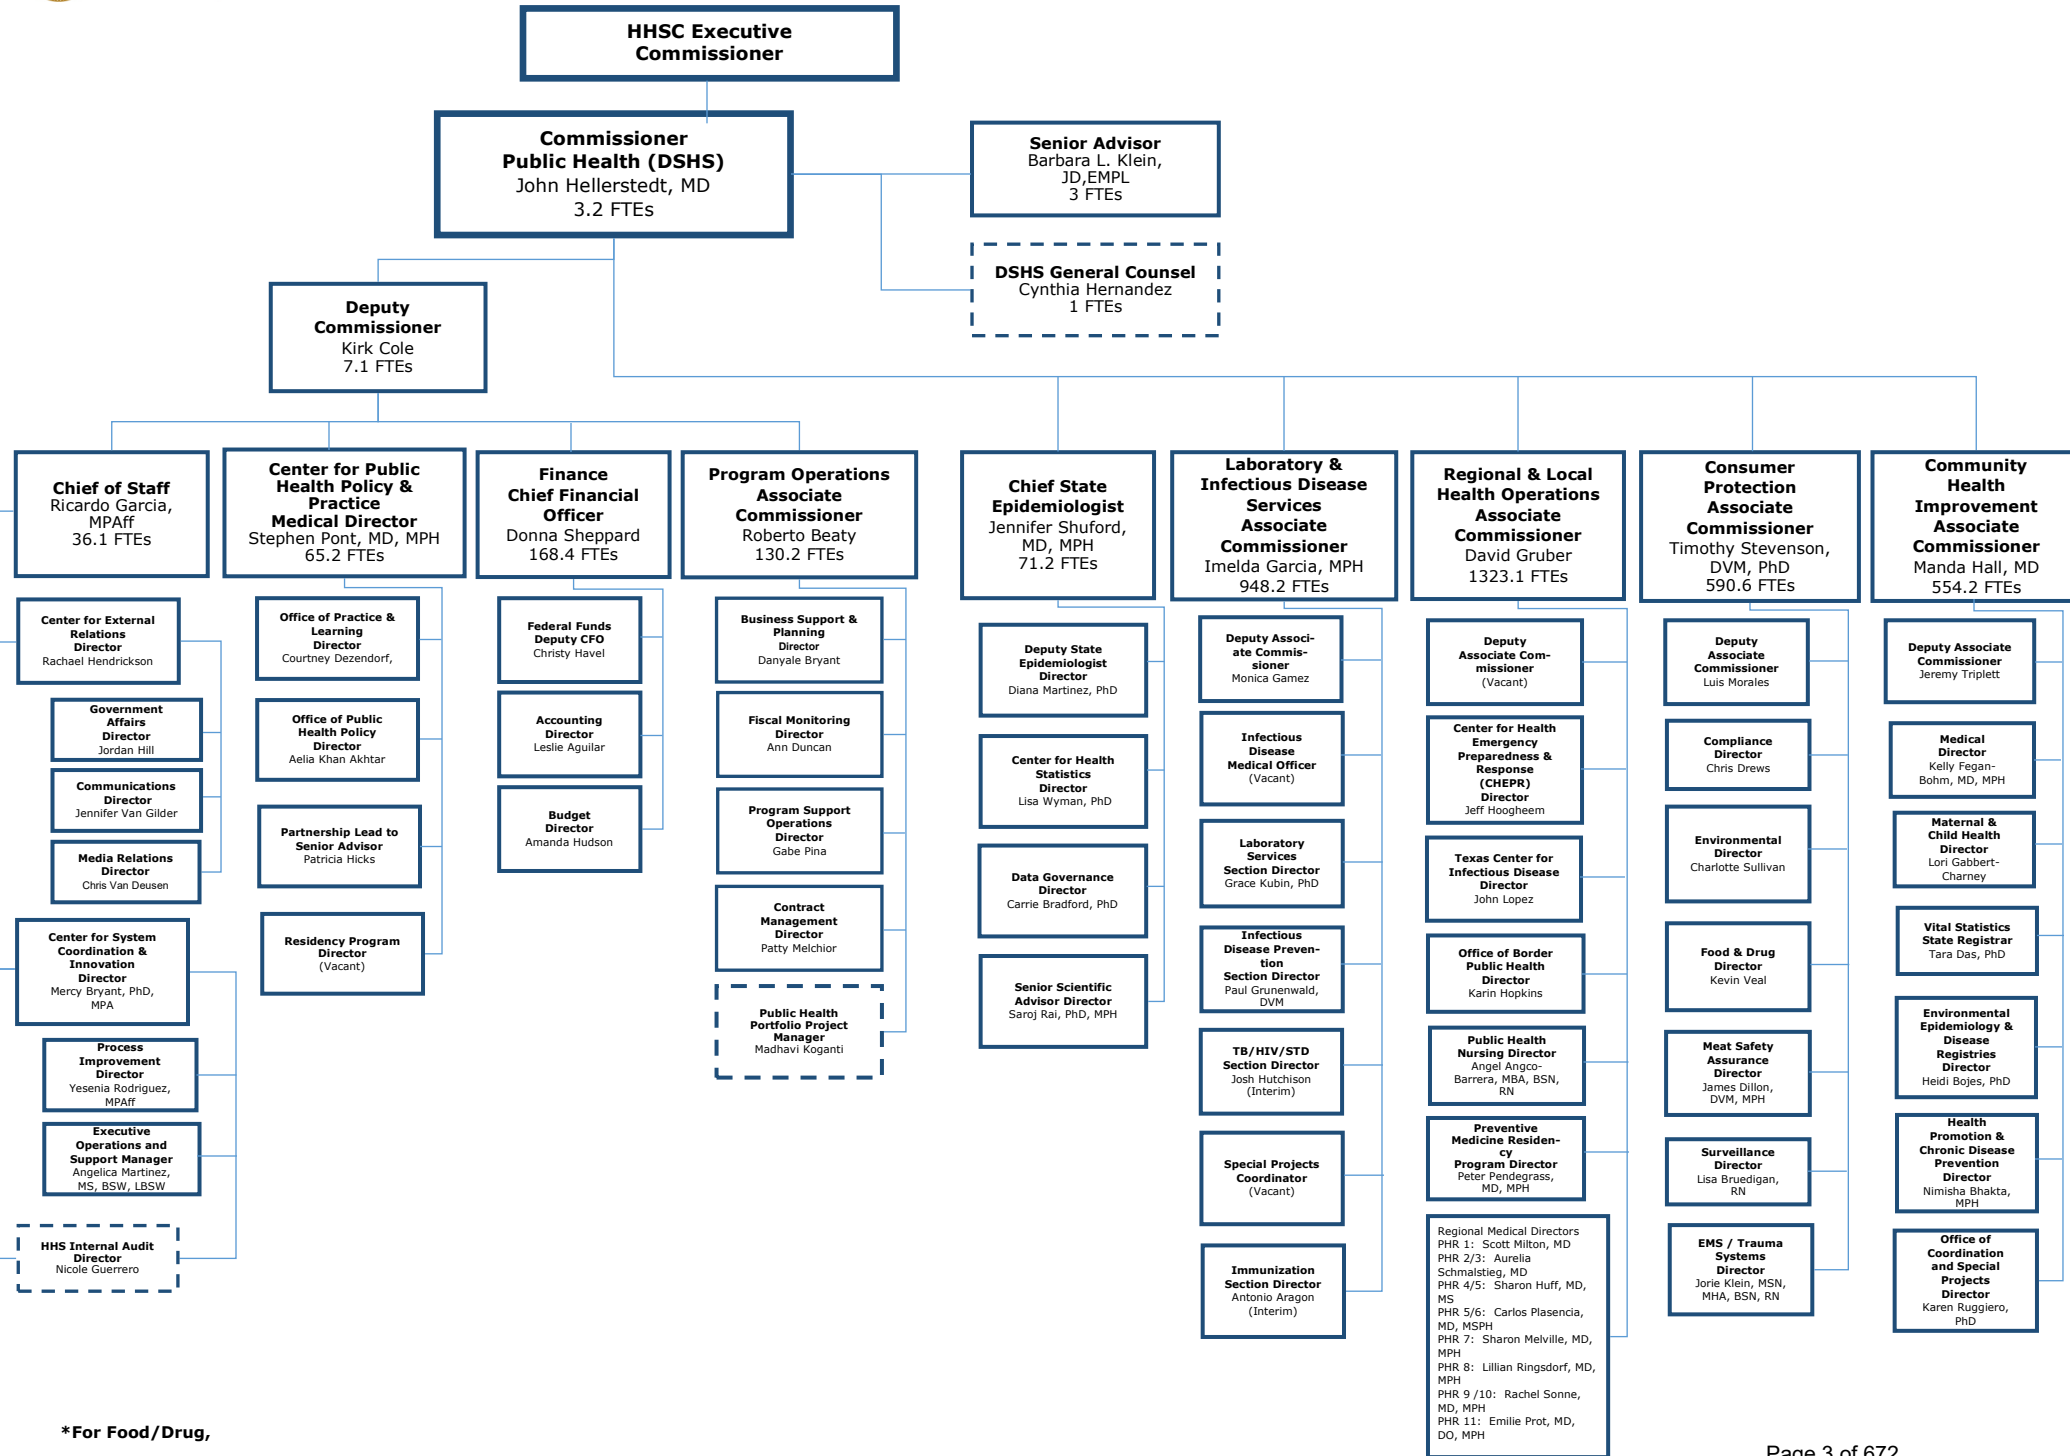 HHSC Executive
Commissioner
Commissioner
Public Health (DSHS)
John Hellerstedt, MD
3.2 FTEs
Senior Advisor
Barbara L. Klein,
JD,EMPL
3 FTEs
DSHS General Counsel
Cynthia Hernandez
1 FTEs
Deputy
Commissioner
Kirk Cole
7.1 FTEs
Chief of Staff
Ricardo Garcia,
MPAff
36.1 FTEs
Center for Public
Health Policy &
Practice
Medical Director
Stephen Pont, MD, MPH
65.2 FTEs
Finance
Chief Financial
Officer
Donna Sheppard
168.4 FTEs
Program Operations
Associate
Commissioner
Roberto Beaty
130.2 FTEs
Chief State
Epidemiologist
Jennifer Shuford,
MD, MPH
71.2 FTEs
Laboratory &
Infectious Disease
Services
Associate
Commissioner
Imelda Garcia, MPH
948.2 FTEs
Regional & Local
Health Operations
Associate
Commissioner
David Gruber
1323.1 FTEs
Consumer
Protection
Associate
Commissioner
Timothy Stevenson,
DVM, PhD
590.6 FTEs
Community
Health
Improvement
Associate
Commissioner
Manda Hall, MD
554.2 FTEs
Center for External
Relations
Director
Rachael Hendrickson
Government
Affairs
Director
Jordan Hill
Communications
Director
Jennifer Van Gilder
Media Relations
Director
Chris Van Deusen
Center for System
Coordination &
Innovation
Director
Mercy Bryant, PhD,
MPA
Process
Improvement
Director
Yesenia Rodriguez,
MPAff
Executive
Operations and
Support Manager
Angelica Martinez,
MS, BSW, LBSW
HHS Internal Audit
Director
Nicole Guerrero
Office of Practice &
Learning
Director
Courtney Dezendorf,
Office of Public
Health Policy
Director
Aelia Khan Akhtar
Partnership Lead to
Senior Advisor
Patricia Hicks
Residency Program
Director
(Vacant)
Federal Funds
Deputy CFO
Christy Havel
Accounting
Director
Leslie Aguilar
Budget
Director
Amanda Hudson
Business Support &
Planning
Director
Danyale Bryant
Fiscal Monitoring
Director
Ann Duncan
Program Support
Operations
Director
Gabe Pina
Contract
Management
Director
Patty Melchior
Public Health
Portfolio Project
Manager
Madhavi Koganti
Deputy State
Epidemiologist
Director
Diana Martinez, PhD
Center for Health
Statistics
Director
Lisa Wyman, PhD
Data Governance
Director
Carrie Bradford, PhD
Senior Scientific
Advisor Director
Saroj Rai, PhD, MPH
Deputy Associ-
ate Commis-
sioner
Monica Gamez
Infectious
Disease
Medical Officer
(Vacant)
Laboratory
Services
Section Director
Grace Kubin, PhD
Infectious
Disease Preven-
tion
Section Director
Paul Grunenwald,
DVM
TB/HIV/STD
Section Director
Josh Hutchison
(Interim)
Special Projects
Coordinator
(Vacant)
Immunization
Section Director
Antonio Aragon
(Interim)
Deputy
Associate Com-
missioner
(Vacant)
Center for Health
Emergency
Preparedness &
Response
(CHEPR)
Director
Jeff Hoogheem
Texas Center for
Infectious Disease
Director
John Lopez
Office of Border
Public Health
Director
Karin Hopkins
Public Health
Nursing Director
Angel Angco-
Barrera, MBA, BSN,
RN
Preventive
Medicine Residen-
cy
Program Director
Peter Pendegrass,
MD, MPH
Regional Medical Directors
PHR 1: Scott Milton, MD
PHR 2/3: Aurelia
Schmalstieg, MD
PHR 4/5: Sharon Huff, MD,
MS
PHR 5/6: Carlos Plasencia,
MD, MSPH
PHR 7: Sharon Melville, MD,
MPH
PHR 8: Lillian Ringsdorf, MD,
MPH
PHR 9 /10: Rachel Sonne,
MD, MPH
PHR 11: Emilie Prot, MD,
DO, MPH
Deputy
Associate
Commissioner
Luis Morales
Compliance
Director
Chris Drews
Environmental
Director
Charlotte Sullivan
Food & Drug
Director
Kevin Veal
Meat Safety
Assurance
Director
James Dillon,
DVM, MPH
Surveillance
Director
Lisa Bruedigan,
RN
EMS / Trauma
Systems
Director
Jorie Klein, MSN,
MHA, BSN, RN
Deputy Associate
Commissioner
Jeremy Triplett
Medical
Director
Kelly Fegan-
Bohm, MD, MPH
Maternal &
Child Health
Director
Lori Gabbert-
Charney
Vital Statistics
State Registrar
Tara Das, PhD
Environmental
Epidemiology &
Disease
Registries
Director
Heidi Bojes, PhD
Health
Promotion &
Chronic Disease
Prevention
Director
Nimisha Bhakta,
MPH
Office of
Coordination
and Special
Projects
Director
Karen Ruggiero,
PhD
*For Food/Drug,
Page 3 of 672